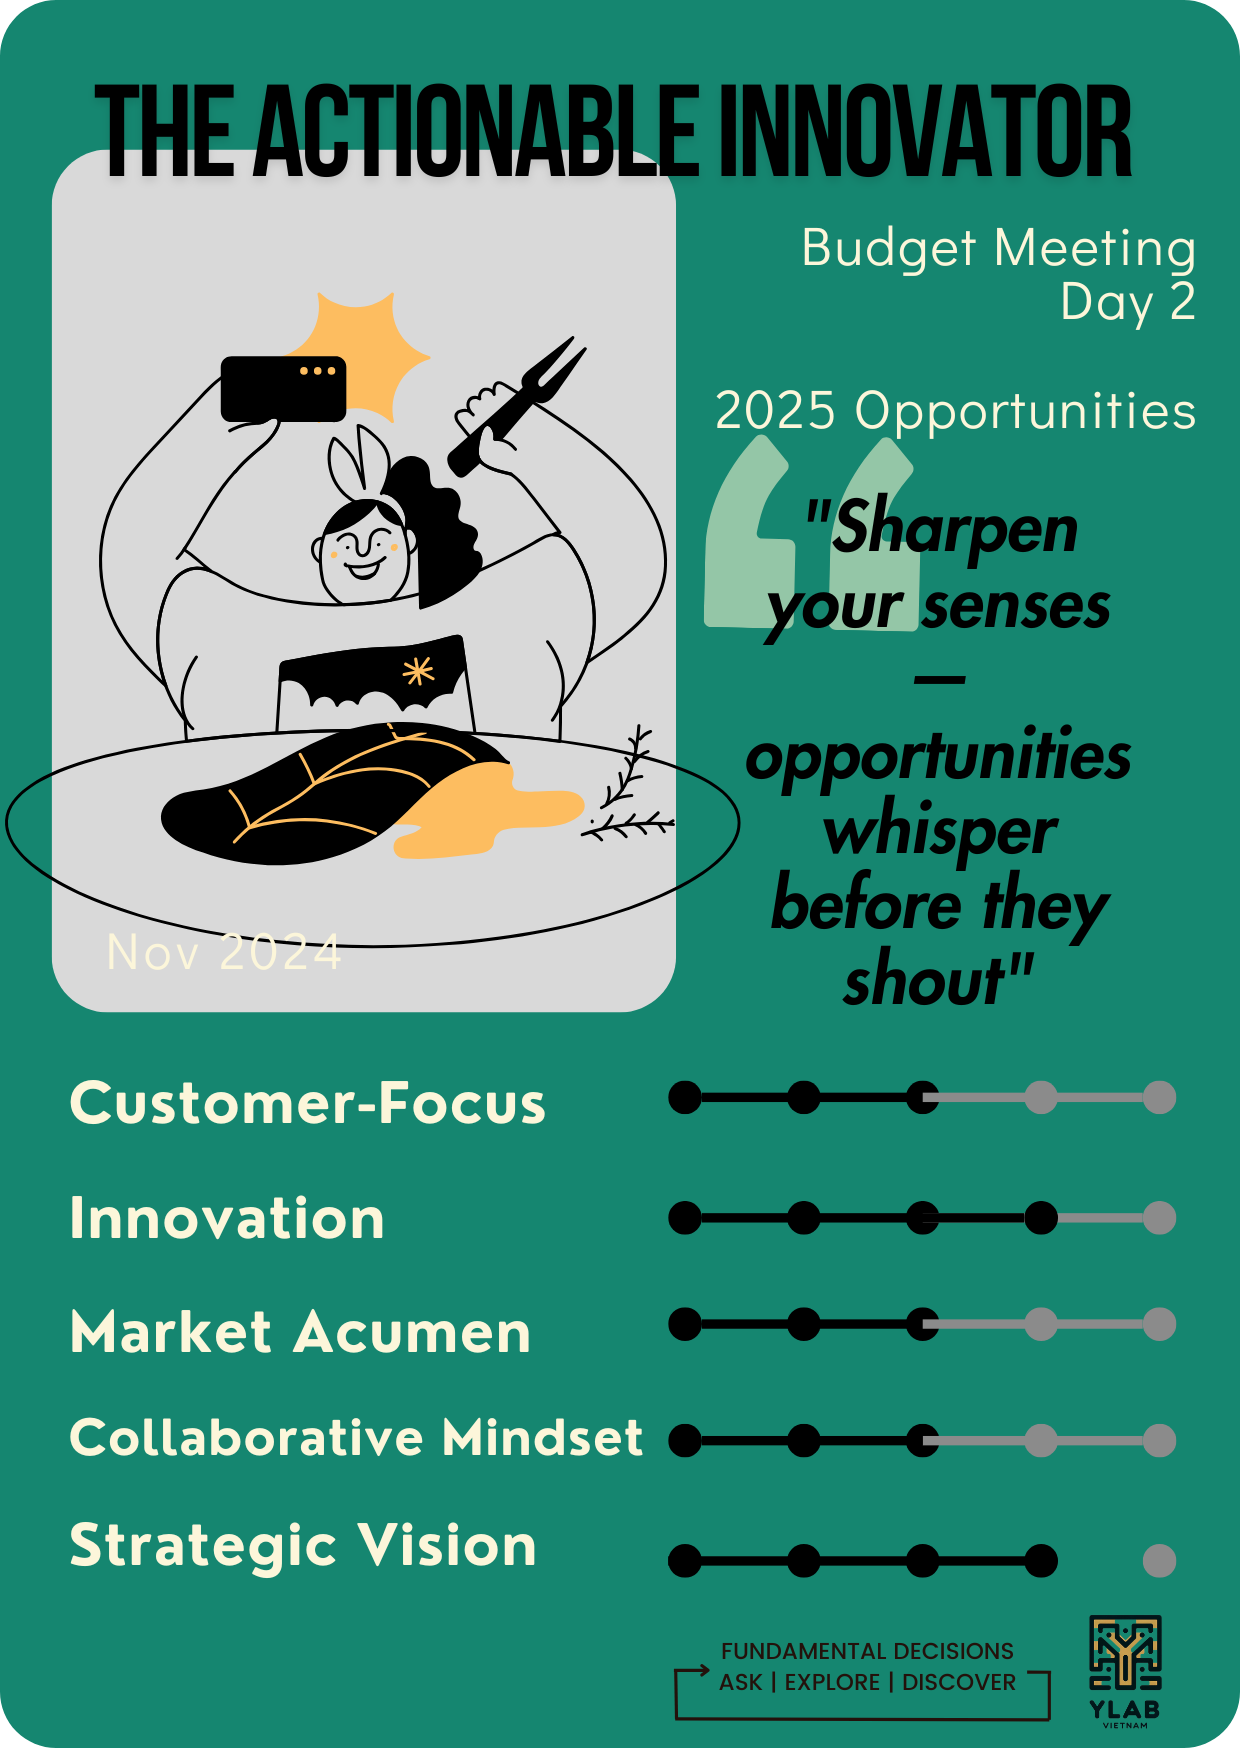 THE ACTIONABLE INNOVATOR
Budget Meeting
Day 2
2025 Opportunities
"Sharpen
your senses
—
opportunities
whisper
before they
shout"
Nov 2024
Customer-Focus
Innovation
Market Acumen
Collaborative Mindset
Strategic Vision
FUNDAMENTAL DECISIONS
ASK | EXPLORE | DISCOVER
YLAB
VIETNAM